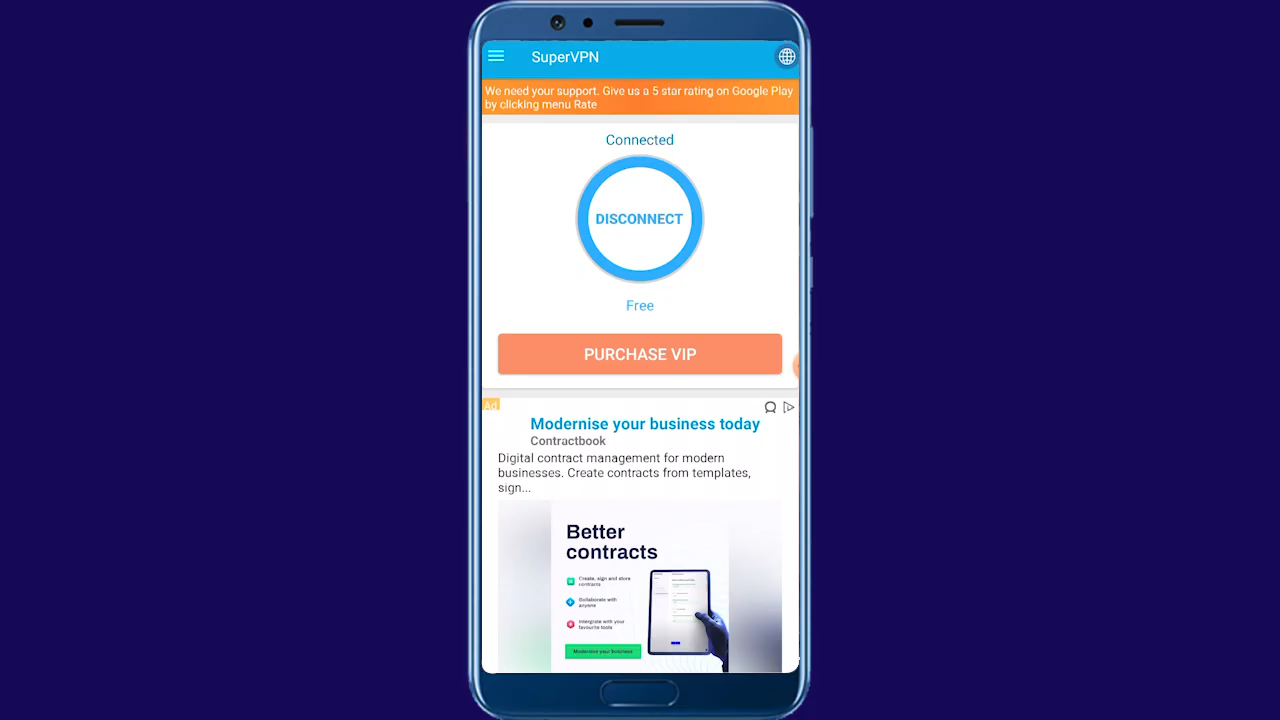 SuperVPN
We need your support. Give us a 5 star rating on Google Play
by clicking menu Rate
Connected
DISCONNECT
Free
PURCHASE VIP
Ad
Modernise your business today
Contractbook
Digital contract management for modern
businesses. Create contracts from templates,
sign...
Better
contracts
Create, sign and store
contracts
Collaborate with
anyone
Intergrate with your
favourite tools
Modernise your business